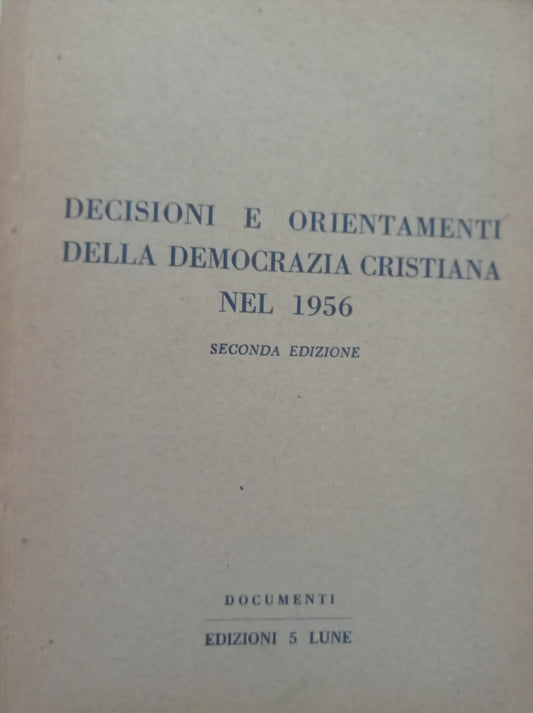 DECISIONI E ORIENTAMENTI
DELLA DEMOCRAZIA CRISTIANA
NEL 1956
SECONDA EDIZIONE
DOCUMENTI
EDIZIONI 5 LUNE